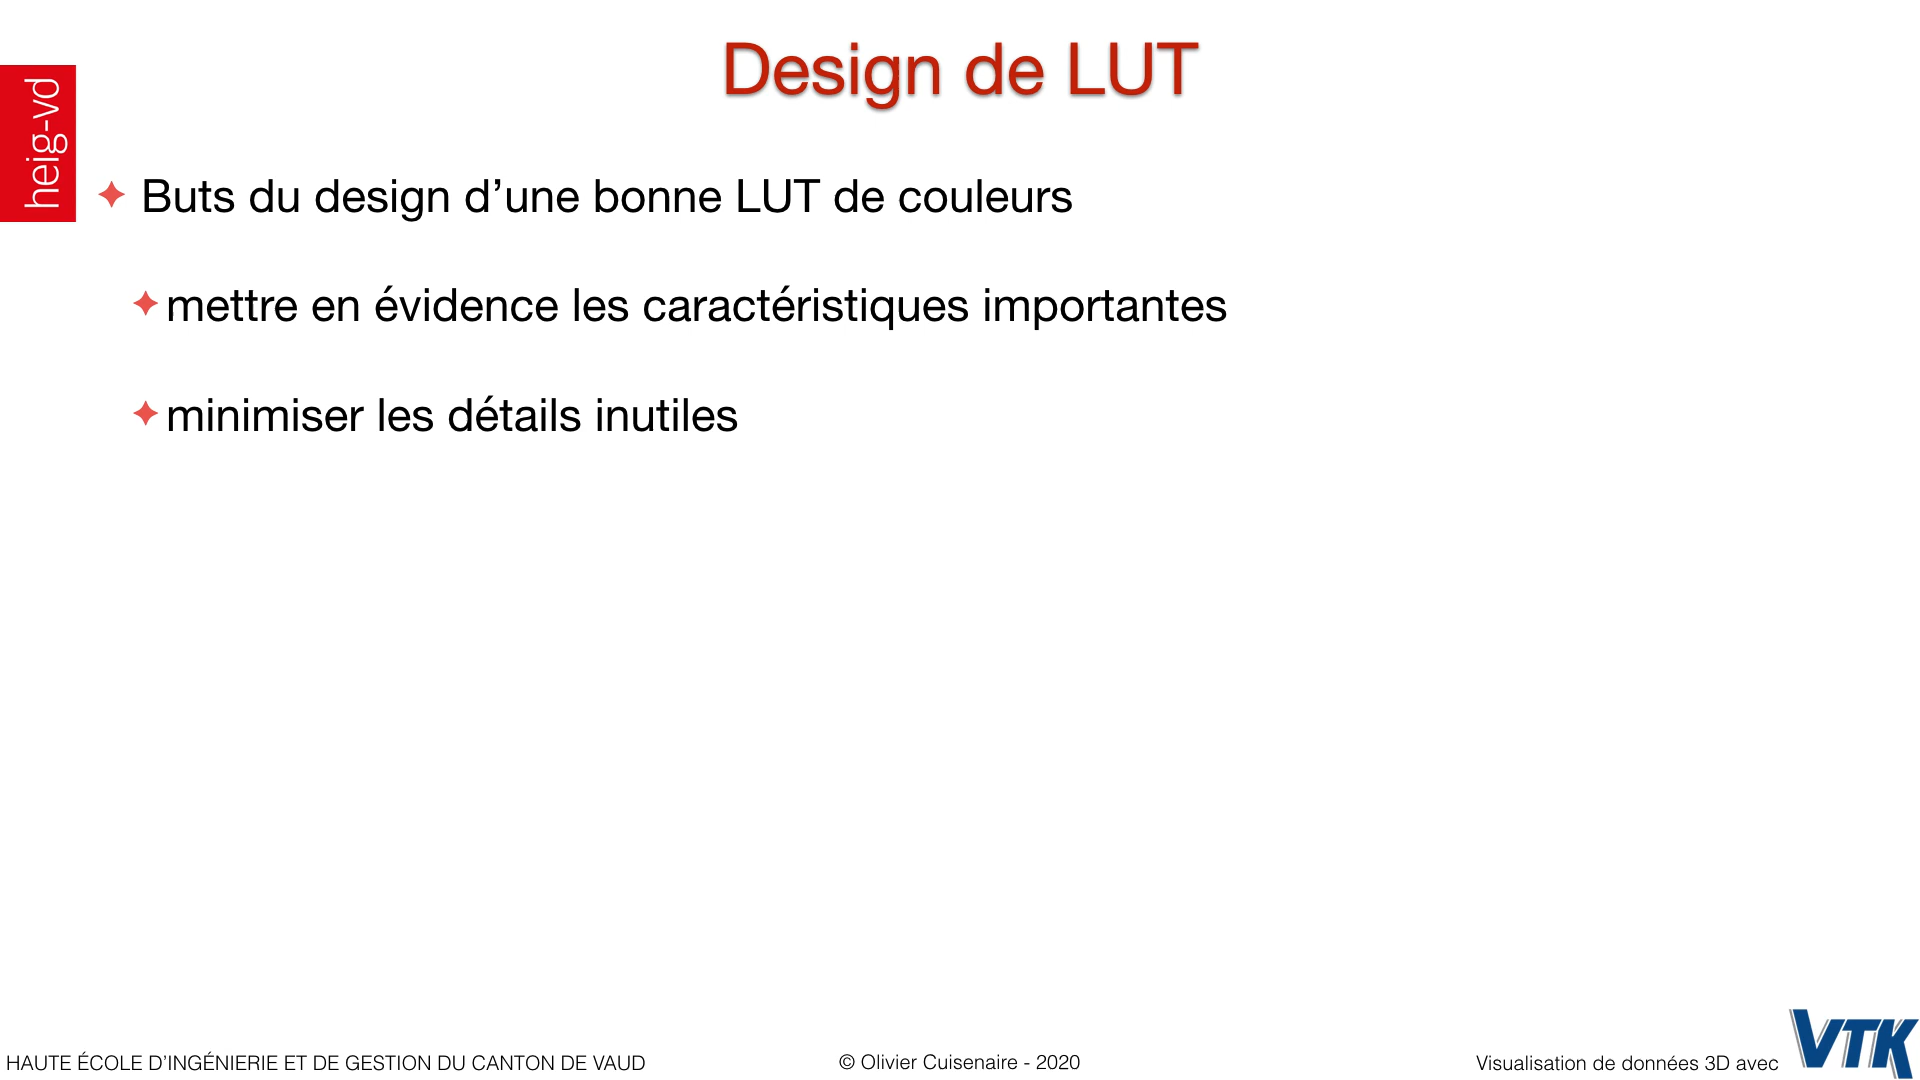 Design de LUT
heig-vd
Buts du design d’une bonne LUT de couleurs
mettre en évidence les caractéristiques importantes
minimiser les détails inutiles
HAUTE ÉCOLE D’INGÉNIERIE ET DE GESTION DU CANTON DE VAUD
© Olivier Cuisenaire - 2020
Visualisation de données 3D avec VTK